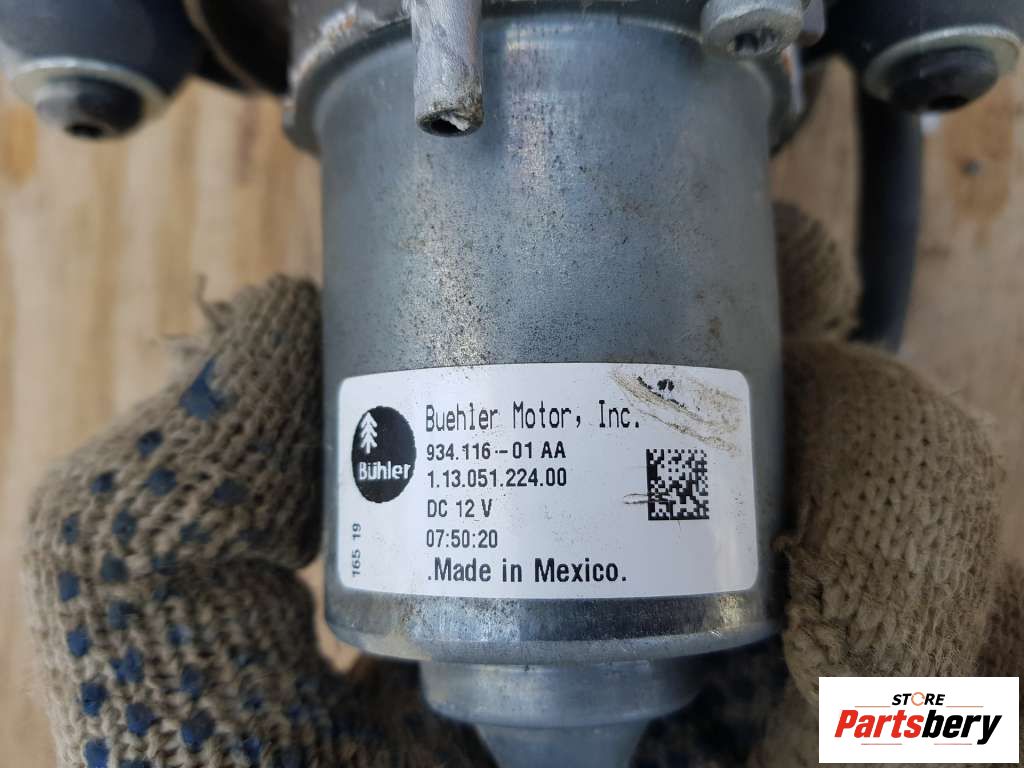 Buehler Motor, Inc.
934.116-01 AA
1.13.051.224.00
DC 12 V
07:50:20
.Made in Mexico.
Bühler
165 19
STORE
Partsbery